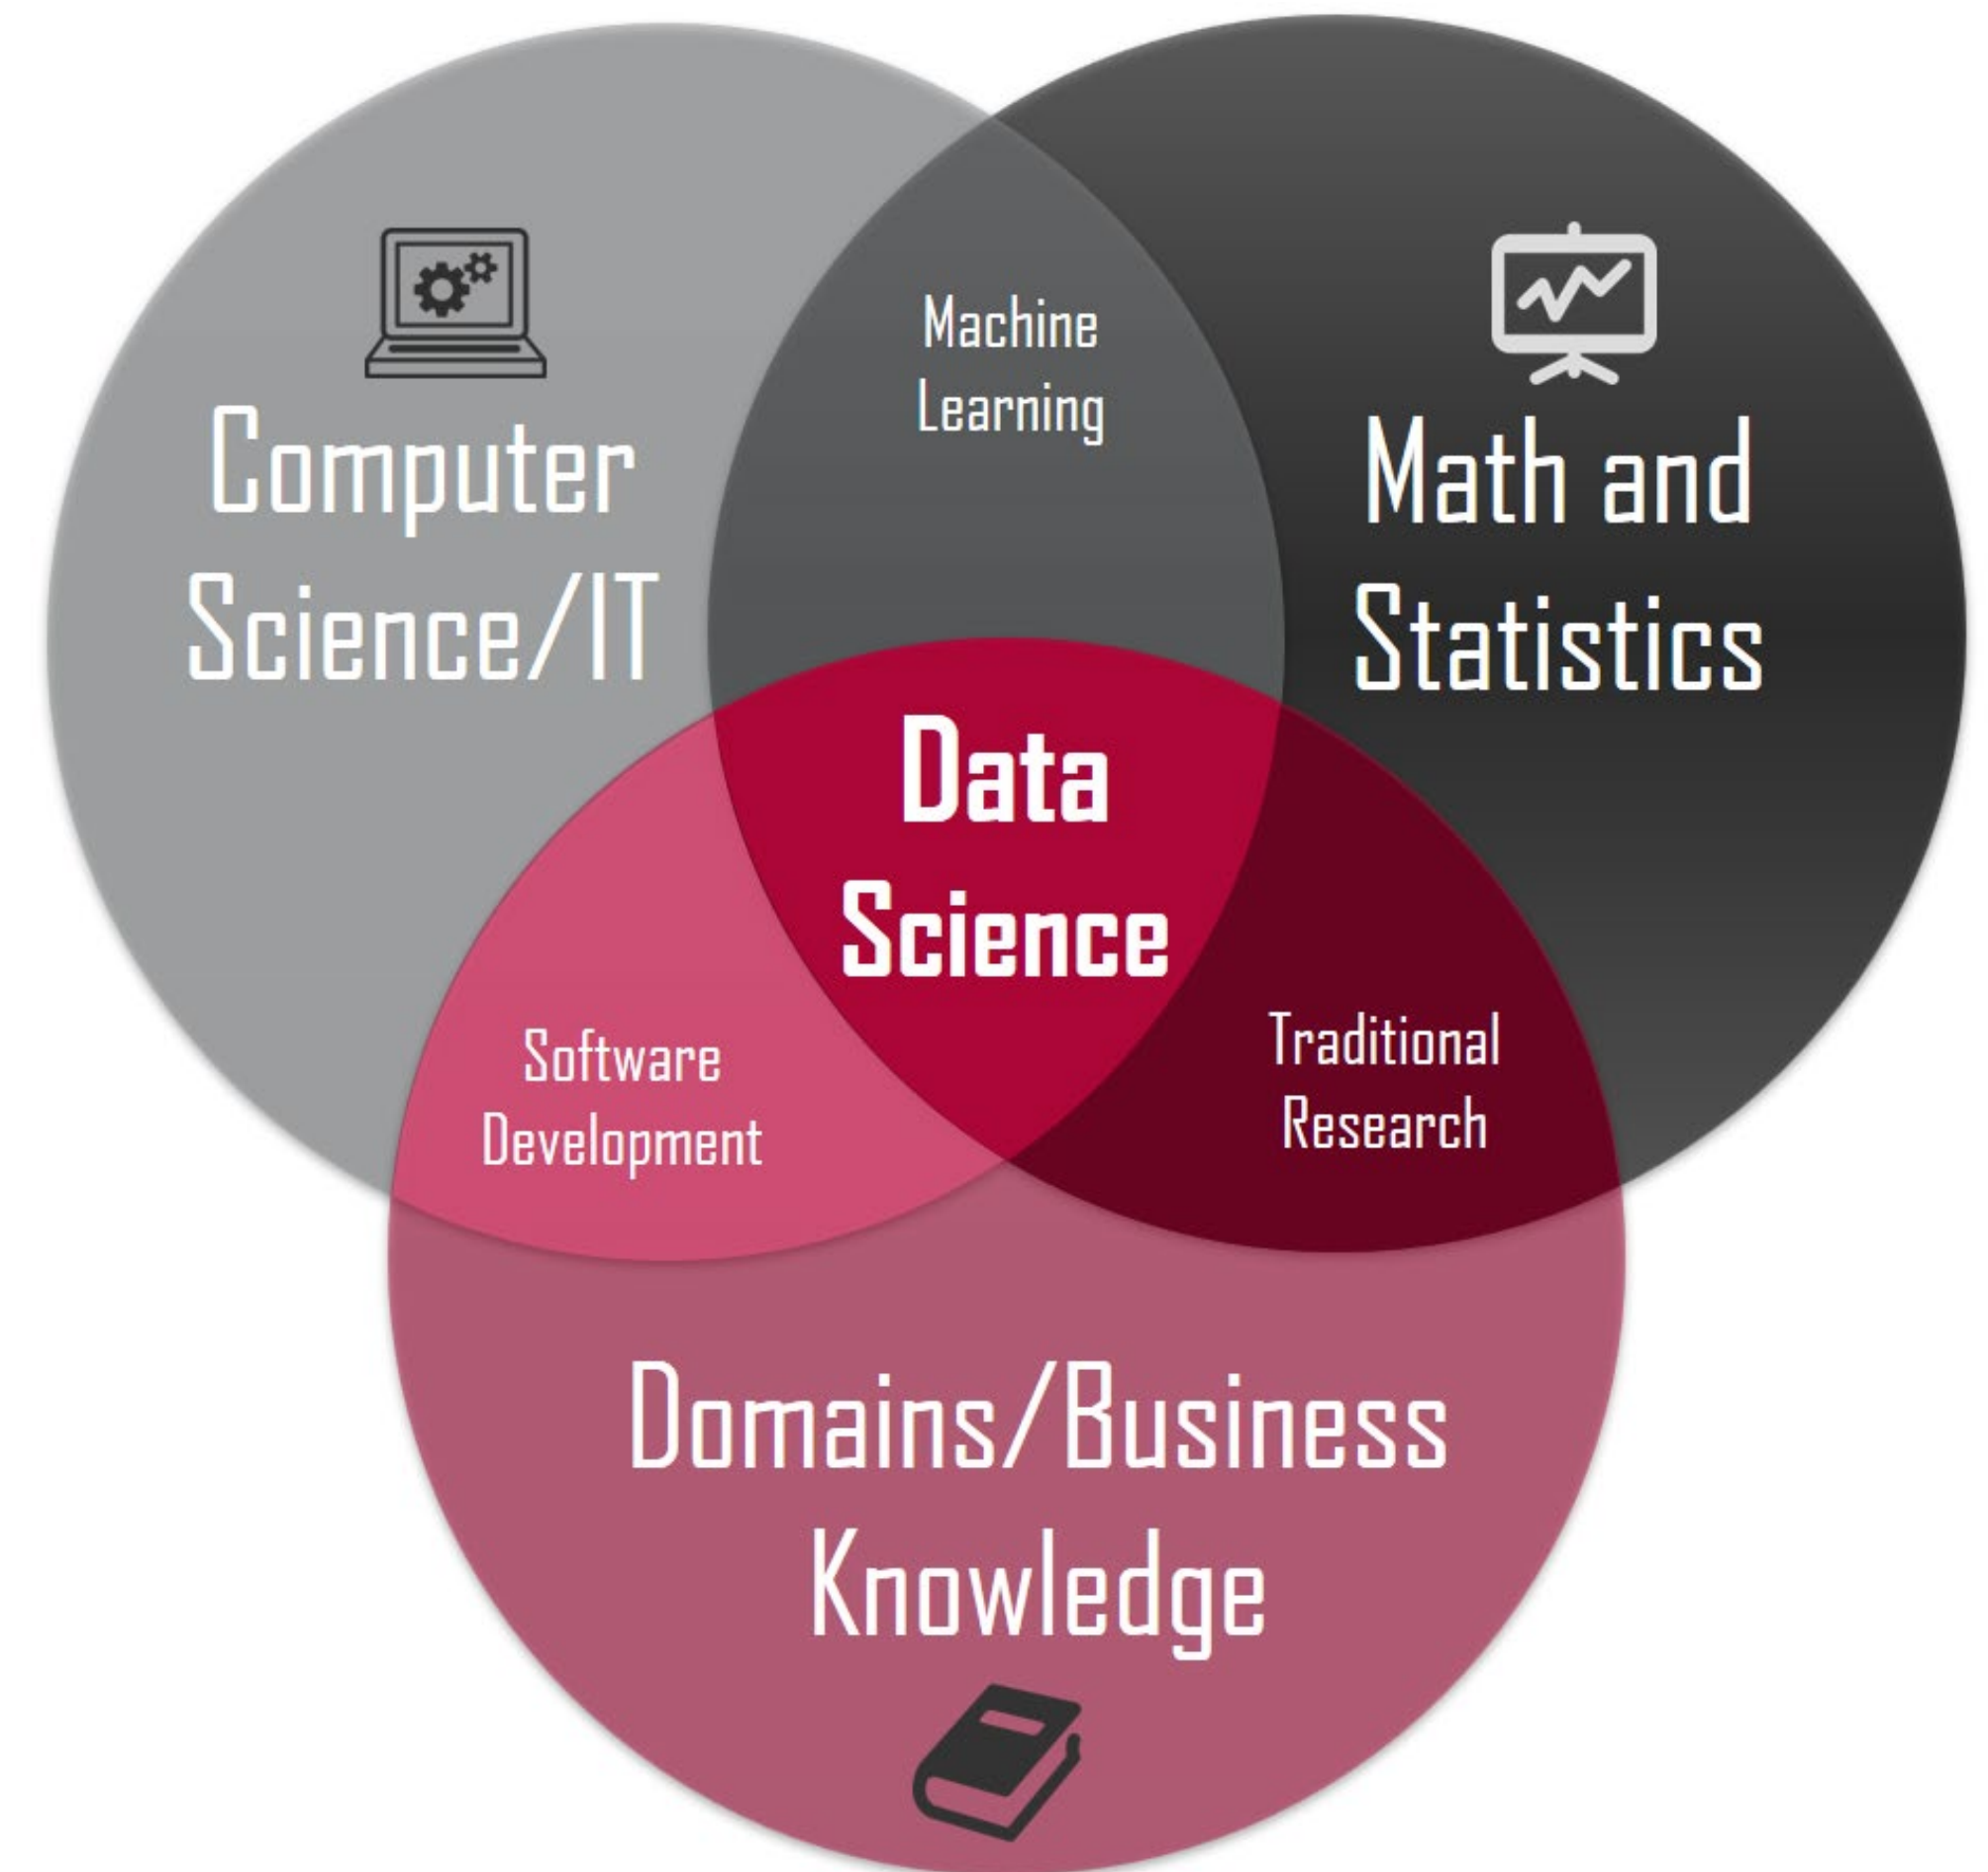 Machine
Learning
Computer
Science/IT
Math and
Statistics
Data
Science
Software
Development
Traditional
Research
Domains/Business
Knowledge